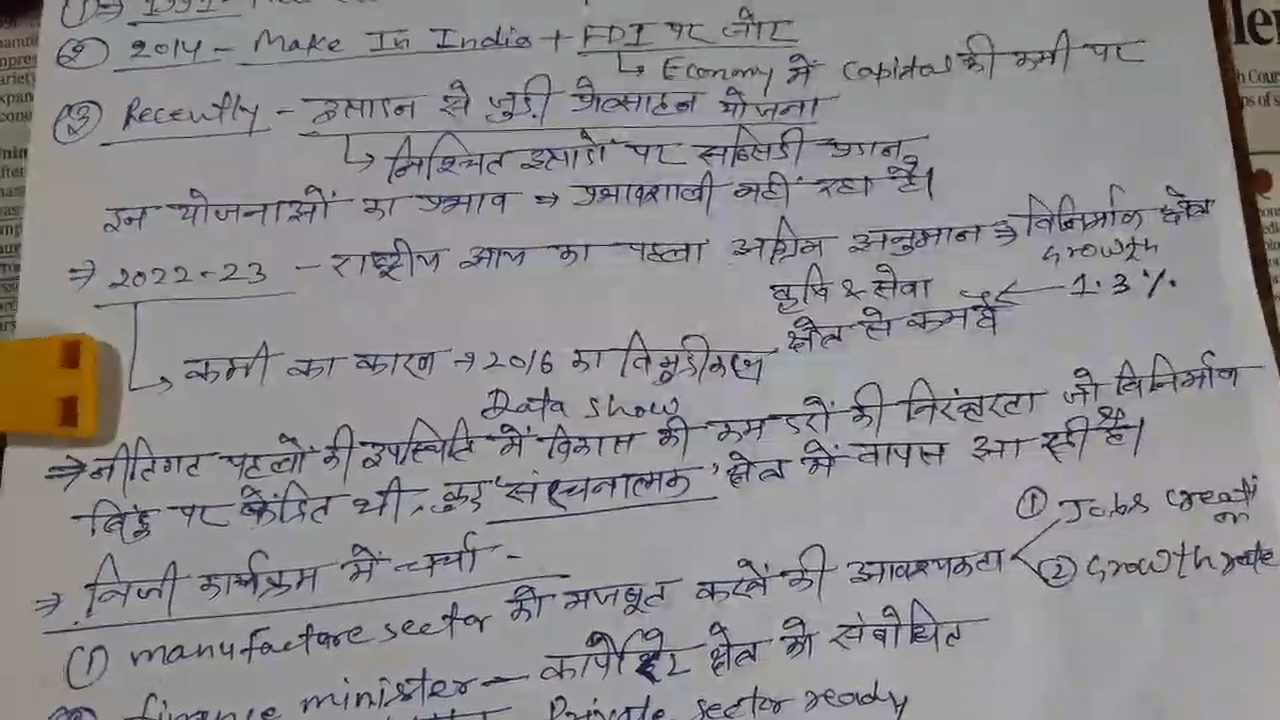 ② 2014 - Make In India + FDI पर जोर
↳ Economy में Capital की कमी पर
③ Recently - उत्पादन से जुड़ी प्रोत्साहन योजना
↳ निश्चित उत्पादों पर सब्सिडी प्रदान
इन योजनाओं का प्रभाव ⇒ प्रभावशाली नहीं रहा है।
⇒ 2022-23 - राष्ट्रीय आय का पहला अग्रिम अनुमान ⇒ विनिर्माण क्षेत्र
Growth
1.3%
कृषि & सेवा
क्षेत्र से कम है
↳ कमी का कारण → 2016 का विमुद्रीकरण
Data show
⇒ नीतिगत पहलों की उपस्थिति में विकास की कम दरों की निरंतरता जो विनिर्माण
बिंदु पर केंद्रित थी, कुछ 'संरचनात्मक' क्षेत्र में वापस आ रही है।
⇒ निजी कार्यक्रम में चर्चा -
① manufacture sector को मजबूत करने की आवश्यकता
① Jobs creation
② Growth rate
finance minister - कार्पोरेट क्षेत्र को संबोधित
Private sector ready